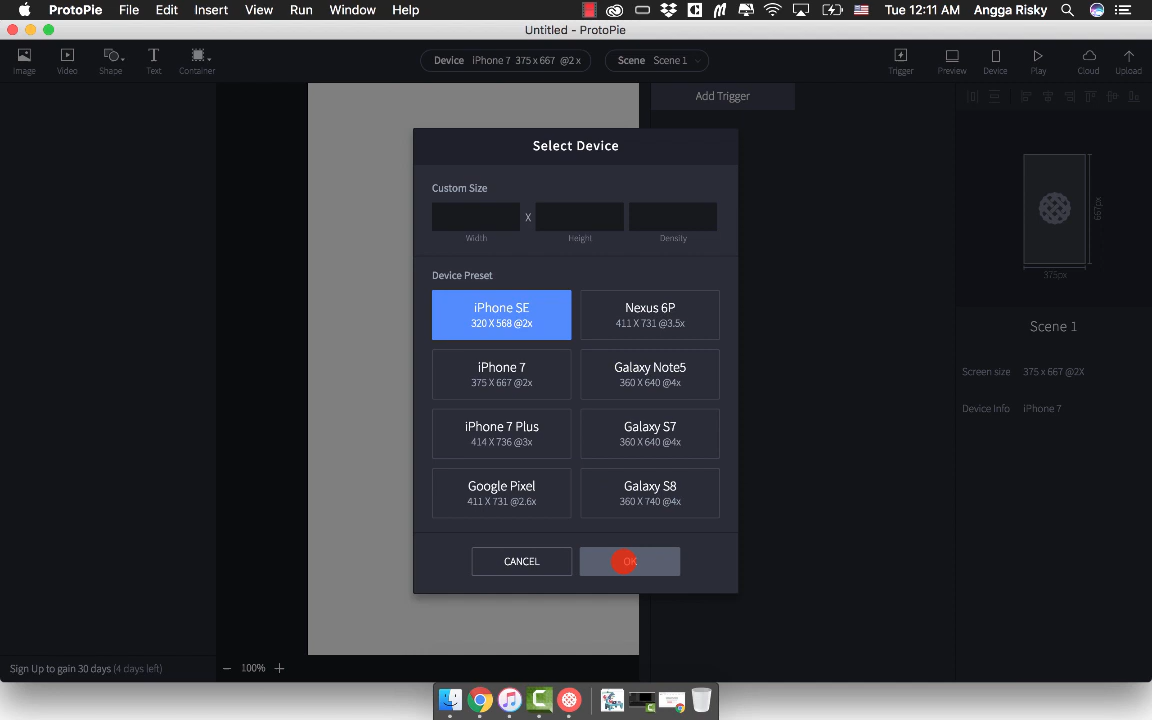 ProtoPie File Edit Insert View Run Window Help Tue 12:11 AM Angga Risky
Untitled - ProtoPie
Image Video Shape Text Container
Device iPhone 7 375 x 667 @2 x Scene Scene 1
Trigger Preview Device Play Cloud Upload
Add Trigger
Select Device
Custom Size
X
Width Height Density
Device Preset
iPhone SE
320 X 568 @2x
Nexus 6P
411 X 731 @3.5x
iPhone 7
375 X 667 @2x
Galaxy Note5
360 X 640 @4x
iPhone 7 Plus
414 X 736 @3x
Galaxy S7
360 X 640 @4x
Google Pixel
411 X 731 @2.6x
Galaxy S8
360 X 740 @4x
CANCEL OK
667px
375px
Scene 1
Screen size 375 x 667 @2X
Device Info iPhone 7
Sign Up to gain 30 days (4 days left)
100%